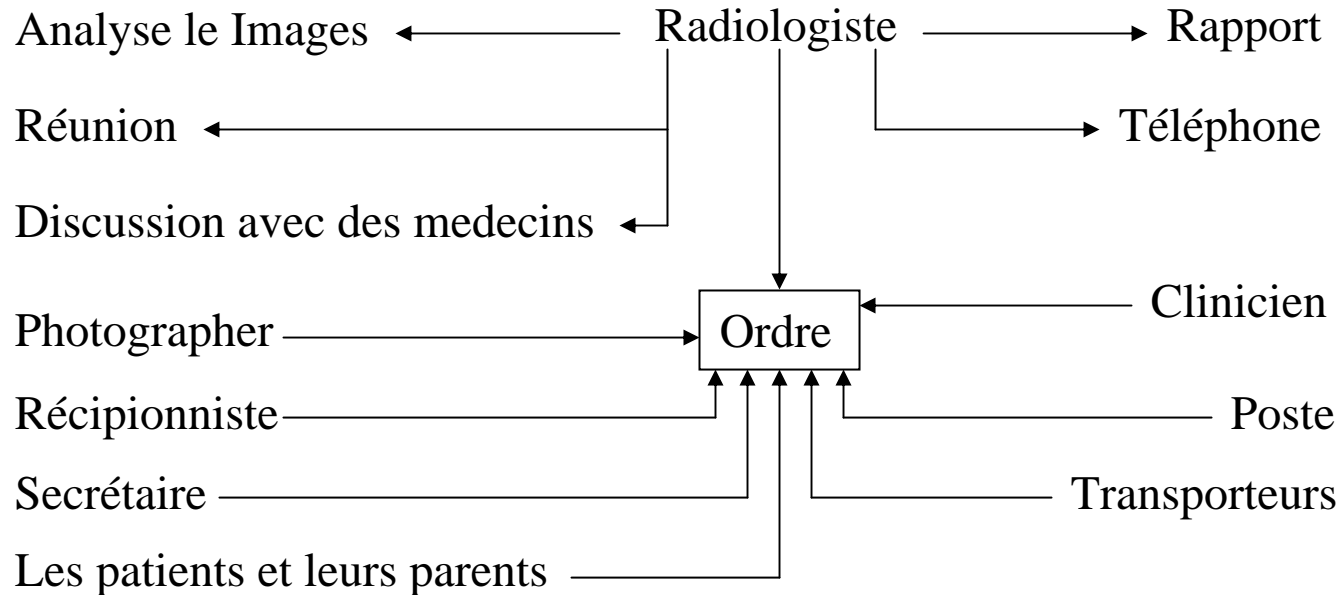 Analyse le Images Radiologiste Rapport
Réunion Téléphone
Discussion avec des medecins
Clinicien
Photographer Ordre
Récipionniste Poste
Secrétaire Transporteurs
Les patients et leurs parents